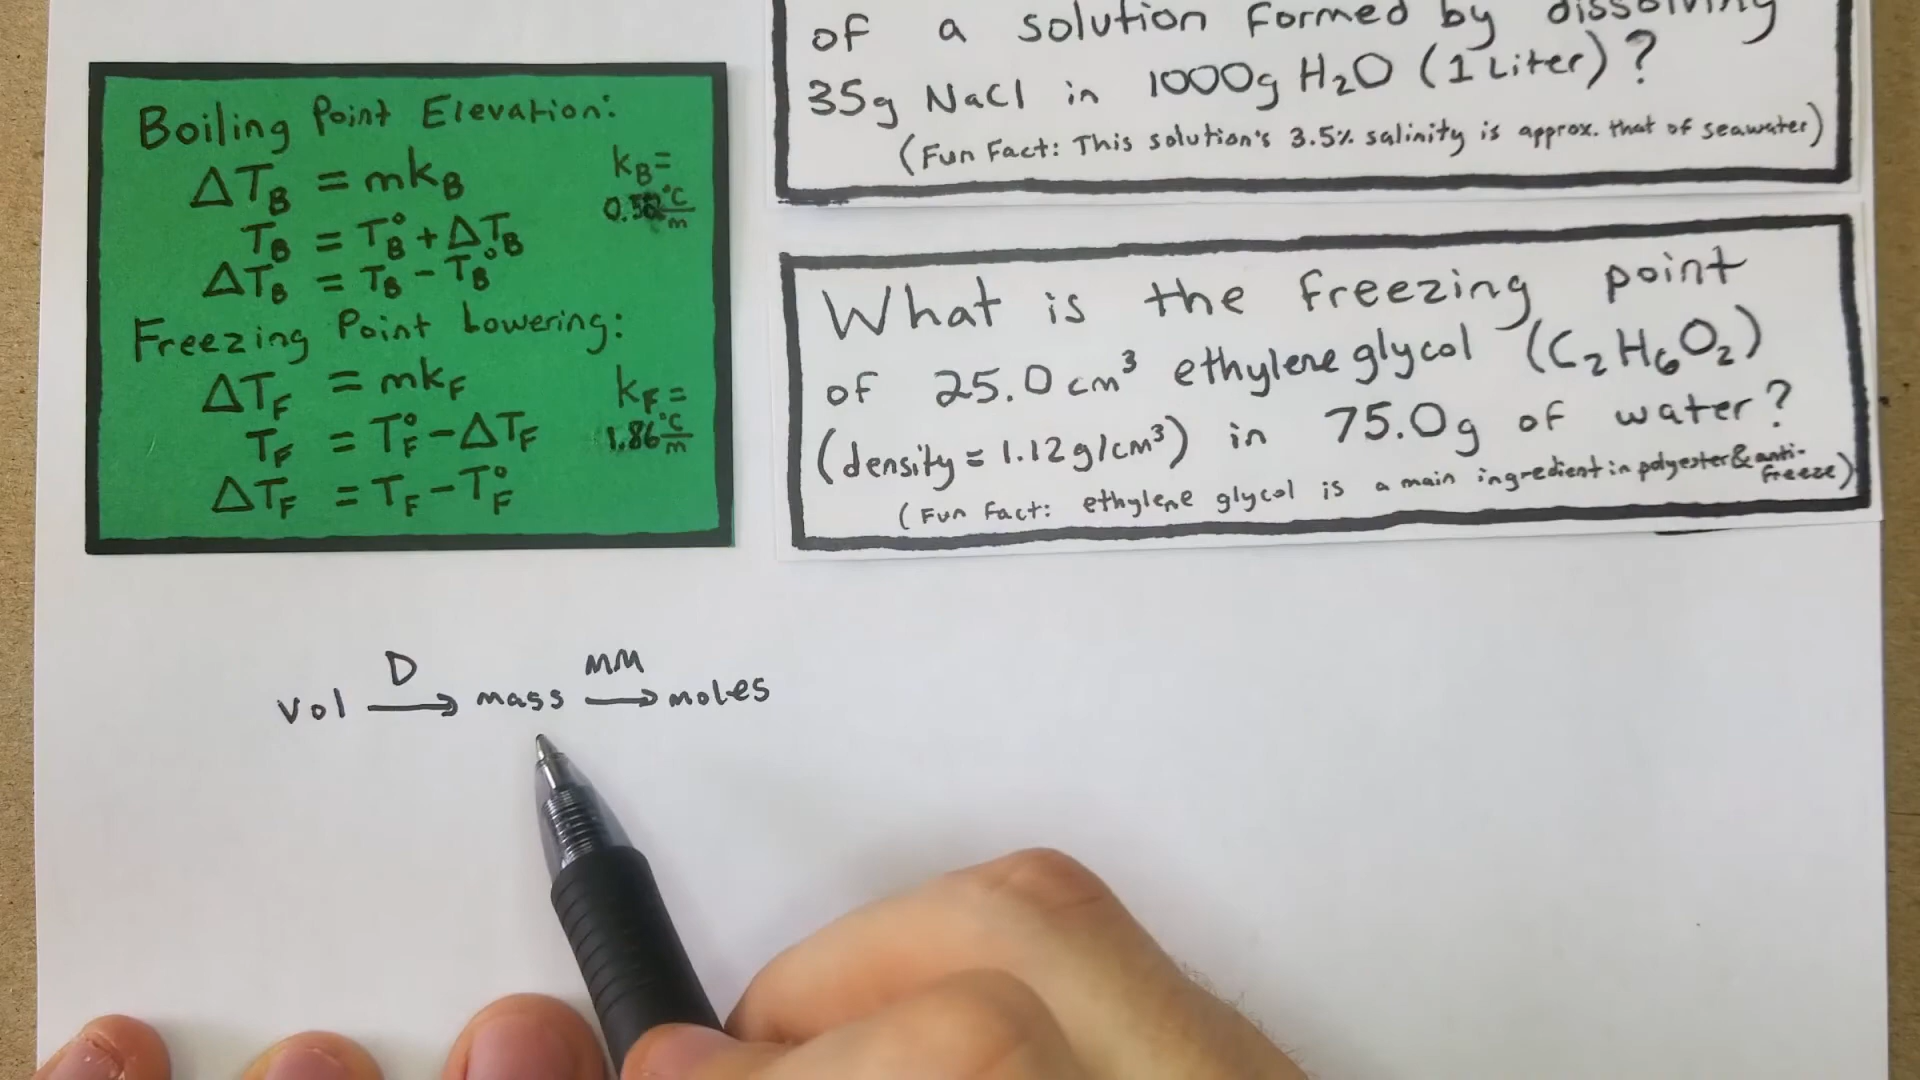 Boiling Point Elevation:
ΔT_B = mk_B
k_B =
°C/m
T_B = T°_B + ΔT_B
ΔT_B = T_B - T°_B
Freezing Point Lowering:
ΔT_F = mk_F
k_F =
1.86 °C/m
T_F = T°_F - ΔT_F
ΔT_F = T_F - T°_F
of a solution formed by dissolving
35g NaCl in 1000g H₂O (1 Liter)?
(Fun Fact: This solution's 3.5% salinity is approx. that of seawater)
What is the freezing point
of 25.0cm³ ethylene glycol (C₂H₆O₂)
(density = 1.12g/cm³) in 75.0g of water?
(Fun fact: ethylene glycol is a main ingredient in polyester & anti-
freeze)
D MM
Vol → mass → moles